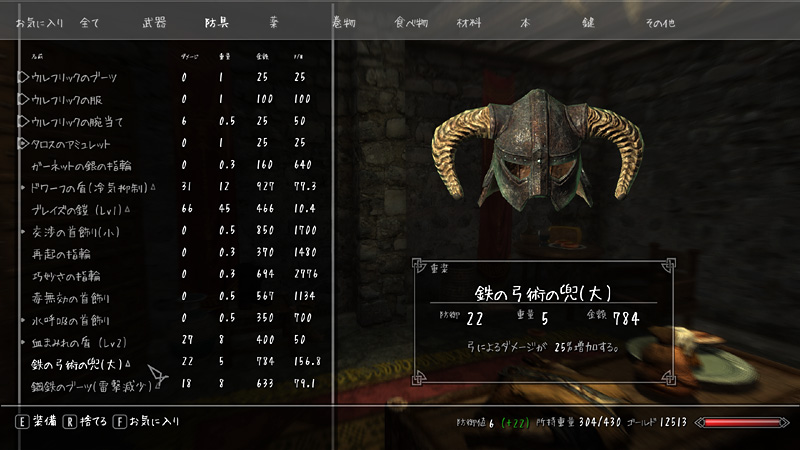 お気に入り 全て 武器 防具 薬 巻物 食べ物 材料 本 鍵 その他
名前 ダメージ 重量 金銭
ウルフリックのブーツ 0 1 25 25
ウルフリックの服 0 1 100 100
ウルフリックの腕当て 6 0.5 25 50
タロスのアミュレット 0 1 25 25
ガーネットの銀の指輪 0 0.3 160 640
ドワーフの盾(冷気抑制) 31 12 927 77.3
ブレイズの鎧 (Lv1) 66 45 466 10.4
交渉の首飾り(小) 0 0.5 850 1700
再起の指輪 0 0.3 370 1480
巧妙さの指輪 0 0.3 694 2776
毒無効の首飾り 0 0.5 567 1134
水呼吸の首飾り 0 0.5 350 700
血まみれの盾 (Lv2) 27 8 400 50
鉄の弓術の兜(大) 22 5 784 156.8
鋼鉄のブーツ(雷撃減少) 18 8 633 79.1
重装
鉄の弓術の兜(大)
防御 22 重量 5 金額 784
弓によるダメージが 25%増加する。
E 装備 R 捨てる F お気に入り
防御値 6 (+22) 所持重量 304/430 ゴールド 12513